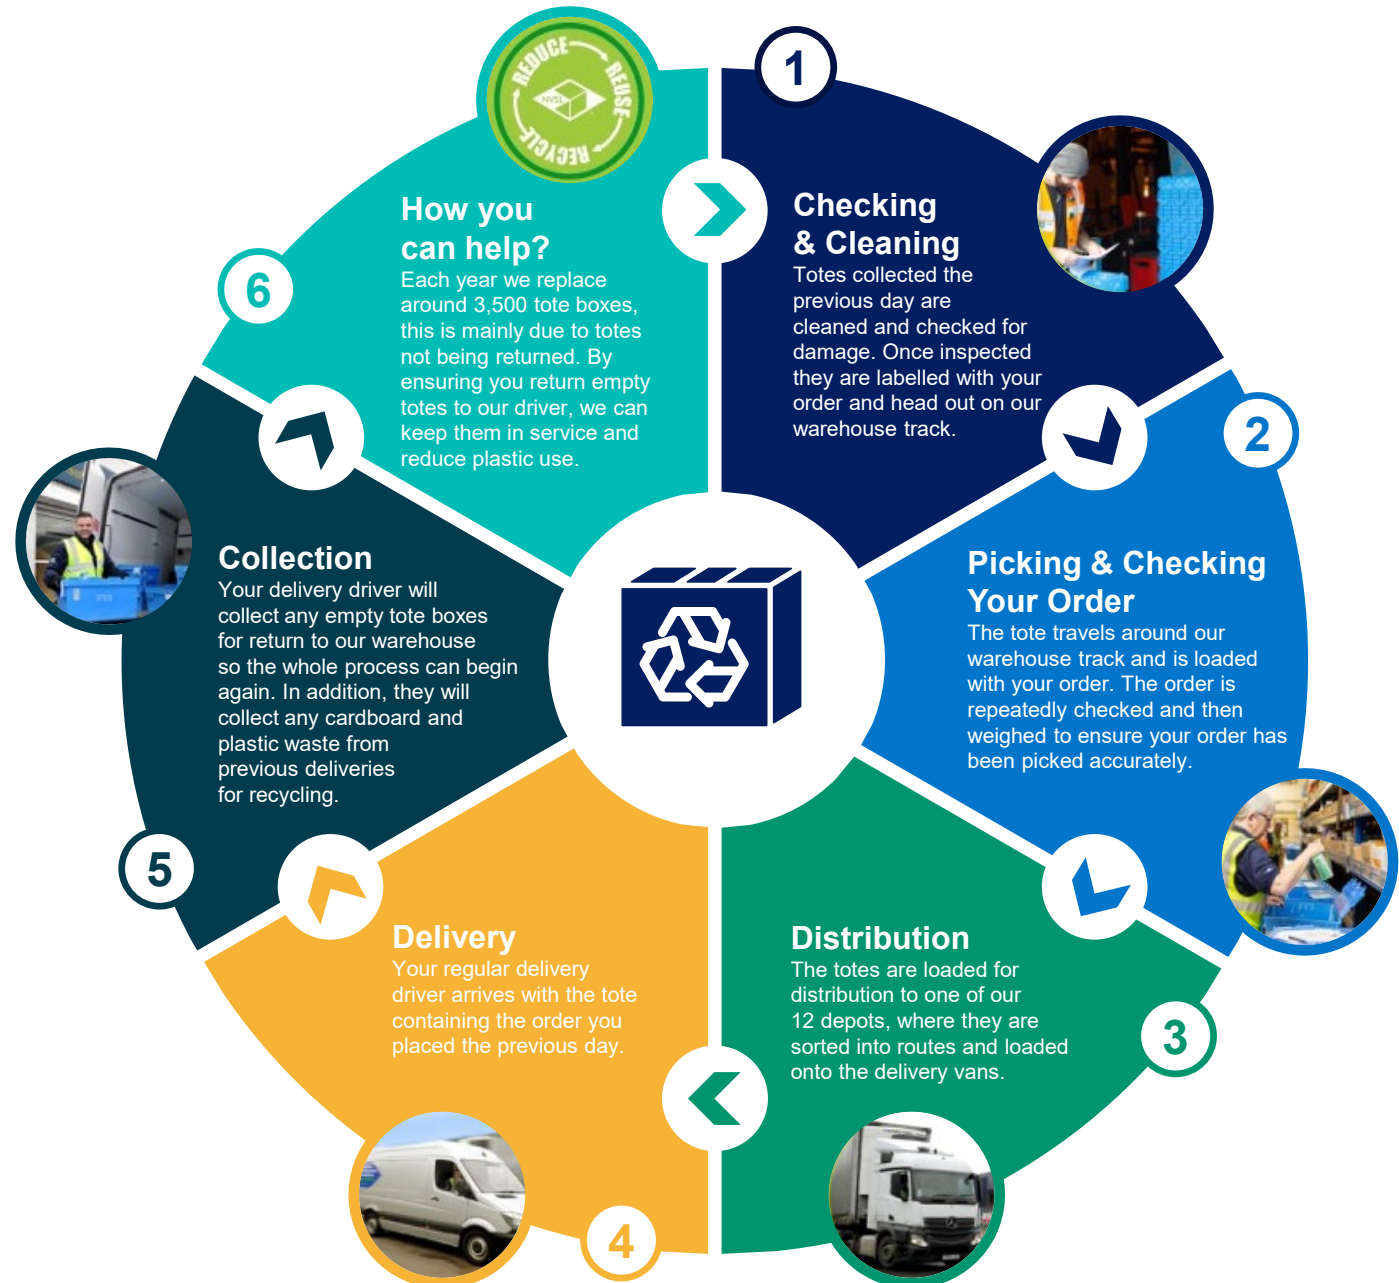 1
Checking
& Cleaning
Totes collected the
previous day are
cleaned and checked for
damage. Once inspected
they are labelled with your
order and head out on our
warehouse track.
2
Picking & Checking
Your Order
The tote travels around our
warehouse track and is loaded
with your order. The order is
repeatedly checked and then
weighed to ensure your order has
been picked accurately.
3
Distribution
The totes are loaded for
distribution to one of our
12 depots, where they are
sorted into routes and loaded
onto the delivery vans.
4
Delivery
Your regular delivery
driver arrives with the tote
containing the order you
placed the previous day.
5
Collection
Your delivery driver will
collect any empty tote boxes
for return to our warehouse
so the whole process can begin
again. In addition, they will
collect any cardboard and
plastic waste from
previous deliveries
for recycling.
6
How you
can help?
Each year we replace
around 3,500 tote boxes,
this is mainly due to totes
not being returned. By
ensuring you return empty
totes to our driver, we can
keep them in service and
reduce plastic use.
REDUCE
REUSE
RECYCLE
NVSL